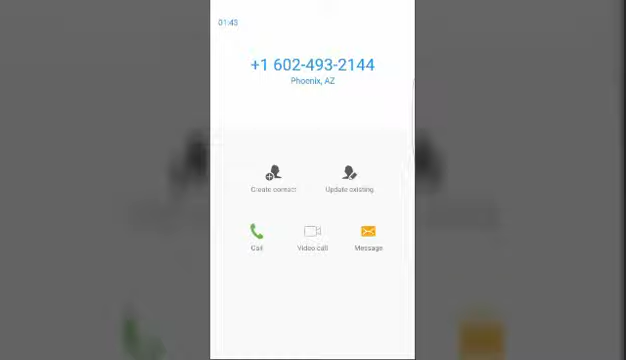 01:43
+1 602-493-2144
Phoenix, AZ
Create contact
Update existing
Call
Video call
Message